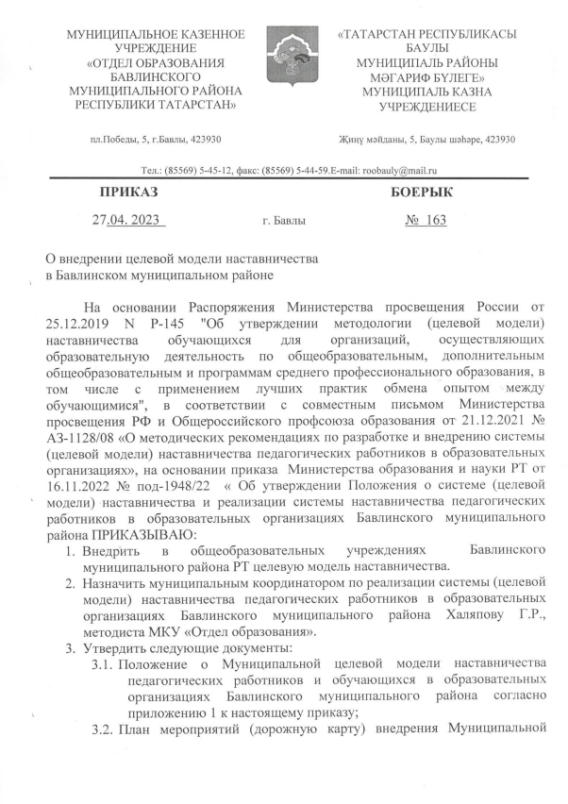 МУНИЦИПАЛЬНОЕ КАЗЕННОЕ
УЧРЕЖДЕНИЕ
«ОТДЕЛ ОБРАЗОВАНИЯ
БАВЛИНСКОГО
МУНИЦИПАЛЬНОГО РАЙОНА
РЕСПУБЛИКИ ТАТАРСТАН»
пл.Победы, 5, г.Бавлы, 423930
«ТАТАРСТАН РЕСПУБЛИКАСЫ
БАУЛЫ
МУНИЦИПАЛЬ РАЙОНЫ
МӘГАРИФ БҮЛЕГЕ»
МУНИЦИПАЛЬ КАЗНА
УЧРЕЖДЕНИЕСЕ
Җиңү мәйданы, 5, Баулы шәһәре, 423930
Тел.: (85569) 5-45-12, факс: (85569) 5-44-59.E-mail: roobauly@mail.ru
ПРИКАЗ БОЕРЫК
27.04. 2023 г. Бавлы № 163
О внедрении целевой модели наставничества
в Бавлинском муниципальном районе
На основании Распоряжения Министерства просвещения России от
25.12.2019 N Р-145 "Об утверждении методологии (целевой модели)
наставничества обучающихся для организаций, осуществляющих
образовательную деятельность по общеобразовательным, дополнительным
общеобразовательным и программам среднего профессионального образования, в
том числе с применением лучших практик обмена опытом между
обучающимися", в соответствии с совместным письмом Министерства
просвещения РФ и Общероссийского профсоюза образования от 21.12.2021 №
АЗ-1128/08 «О методических рекомендациях по разработке и внедрению системы
(целевой модели) наставничества педагогических работников в образовательных
организациях», на основании приказа Министерства образования и науки РТ от
16.11.2022 № под-1948/22 « Об утверждении Положения о системе (целевой
модели) наставничества и реализации системы наставничества педагогических
работников в образовательных организациях Бавлинского муниципального
района ПРИКАЗЫВАЮ:
1. Внедрить в общеобразовательных учреждениях Бавлинского
муниципального района РТ целевую модель наставничества.
2. Назначить муниципальным координатором по реализации системы (целевой
модели) наставничества педагогических работников в образовательных
организациях Бавлинского муниципального района Халяпову Г.Р.,
методиста МКУ «Отдел образования».
3. Утвердить следующие документы:
3.1. Положение о Муниципальной целевой модели наставничества
педагогических работников и обучающихся в образовательных
организациях Бавлинского муниципального района согласно
приложению 1 к настоящему приказу;
3.2. План мероприятий (дорожную карту) внедрения Муниципальной